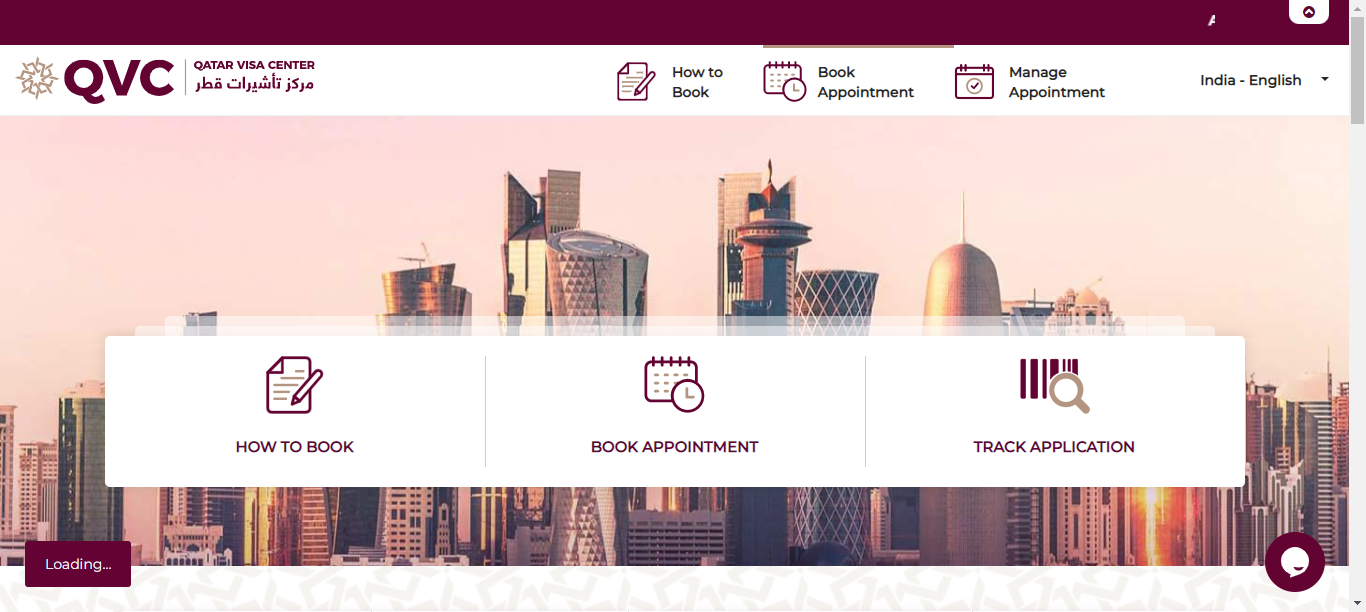 QVC
QATAR VISA CENTER
مركز تأشيرات قطر
How to
Book
Book
Appointment
Manage
Appointment
India - English
HOW TO BOOK
BOOK APPOINTMENT
TRACK APPLICATION
Loading...